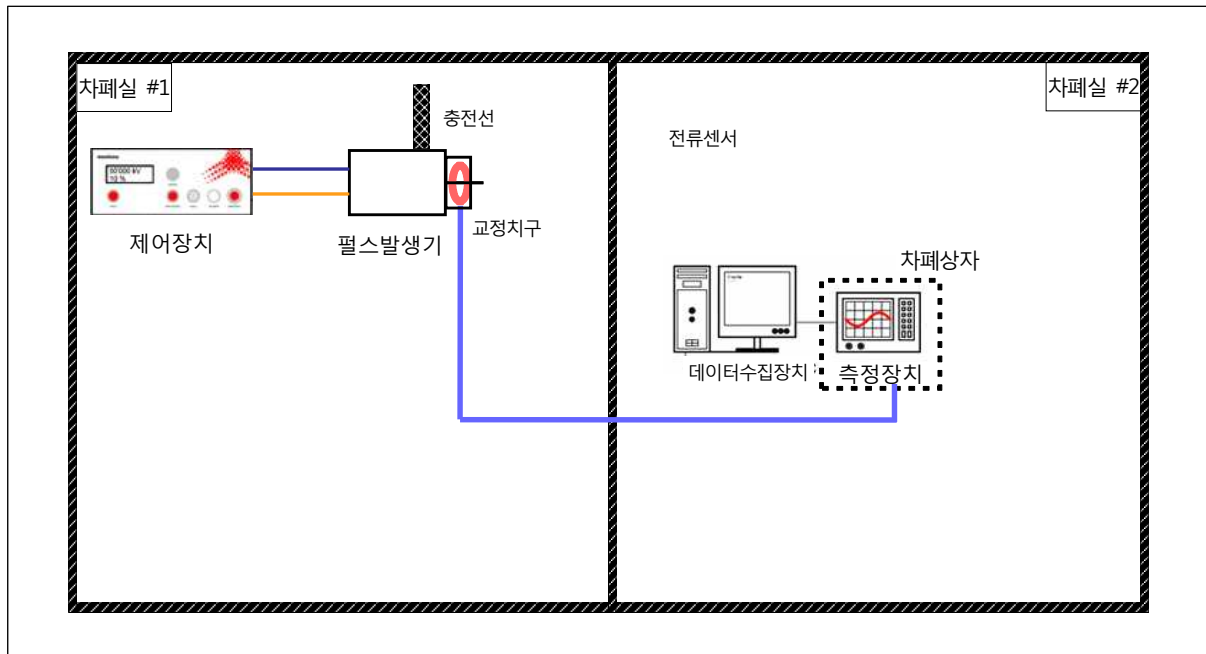 차폐실 #1
차폐실 #2
충전선
전류센서
교정치구
제어장치
펄스발생기
차폐상자
데이터수집장치
측정장치